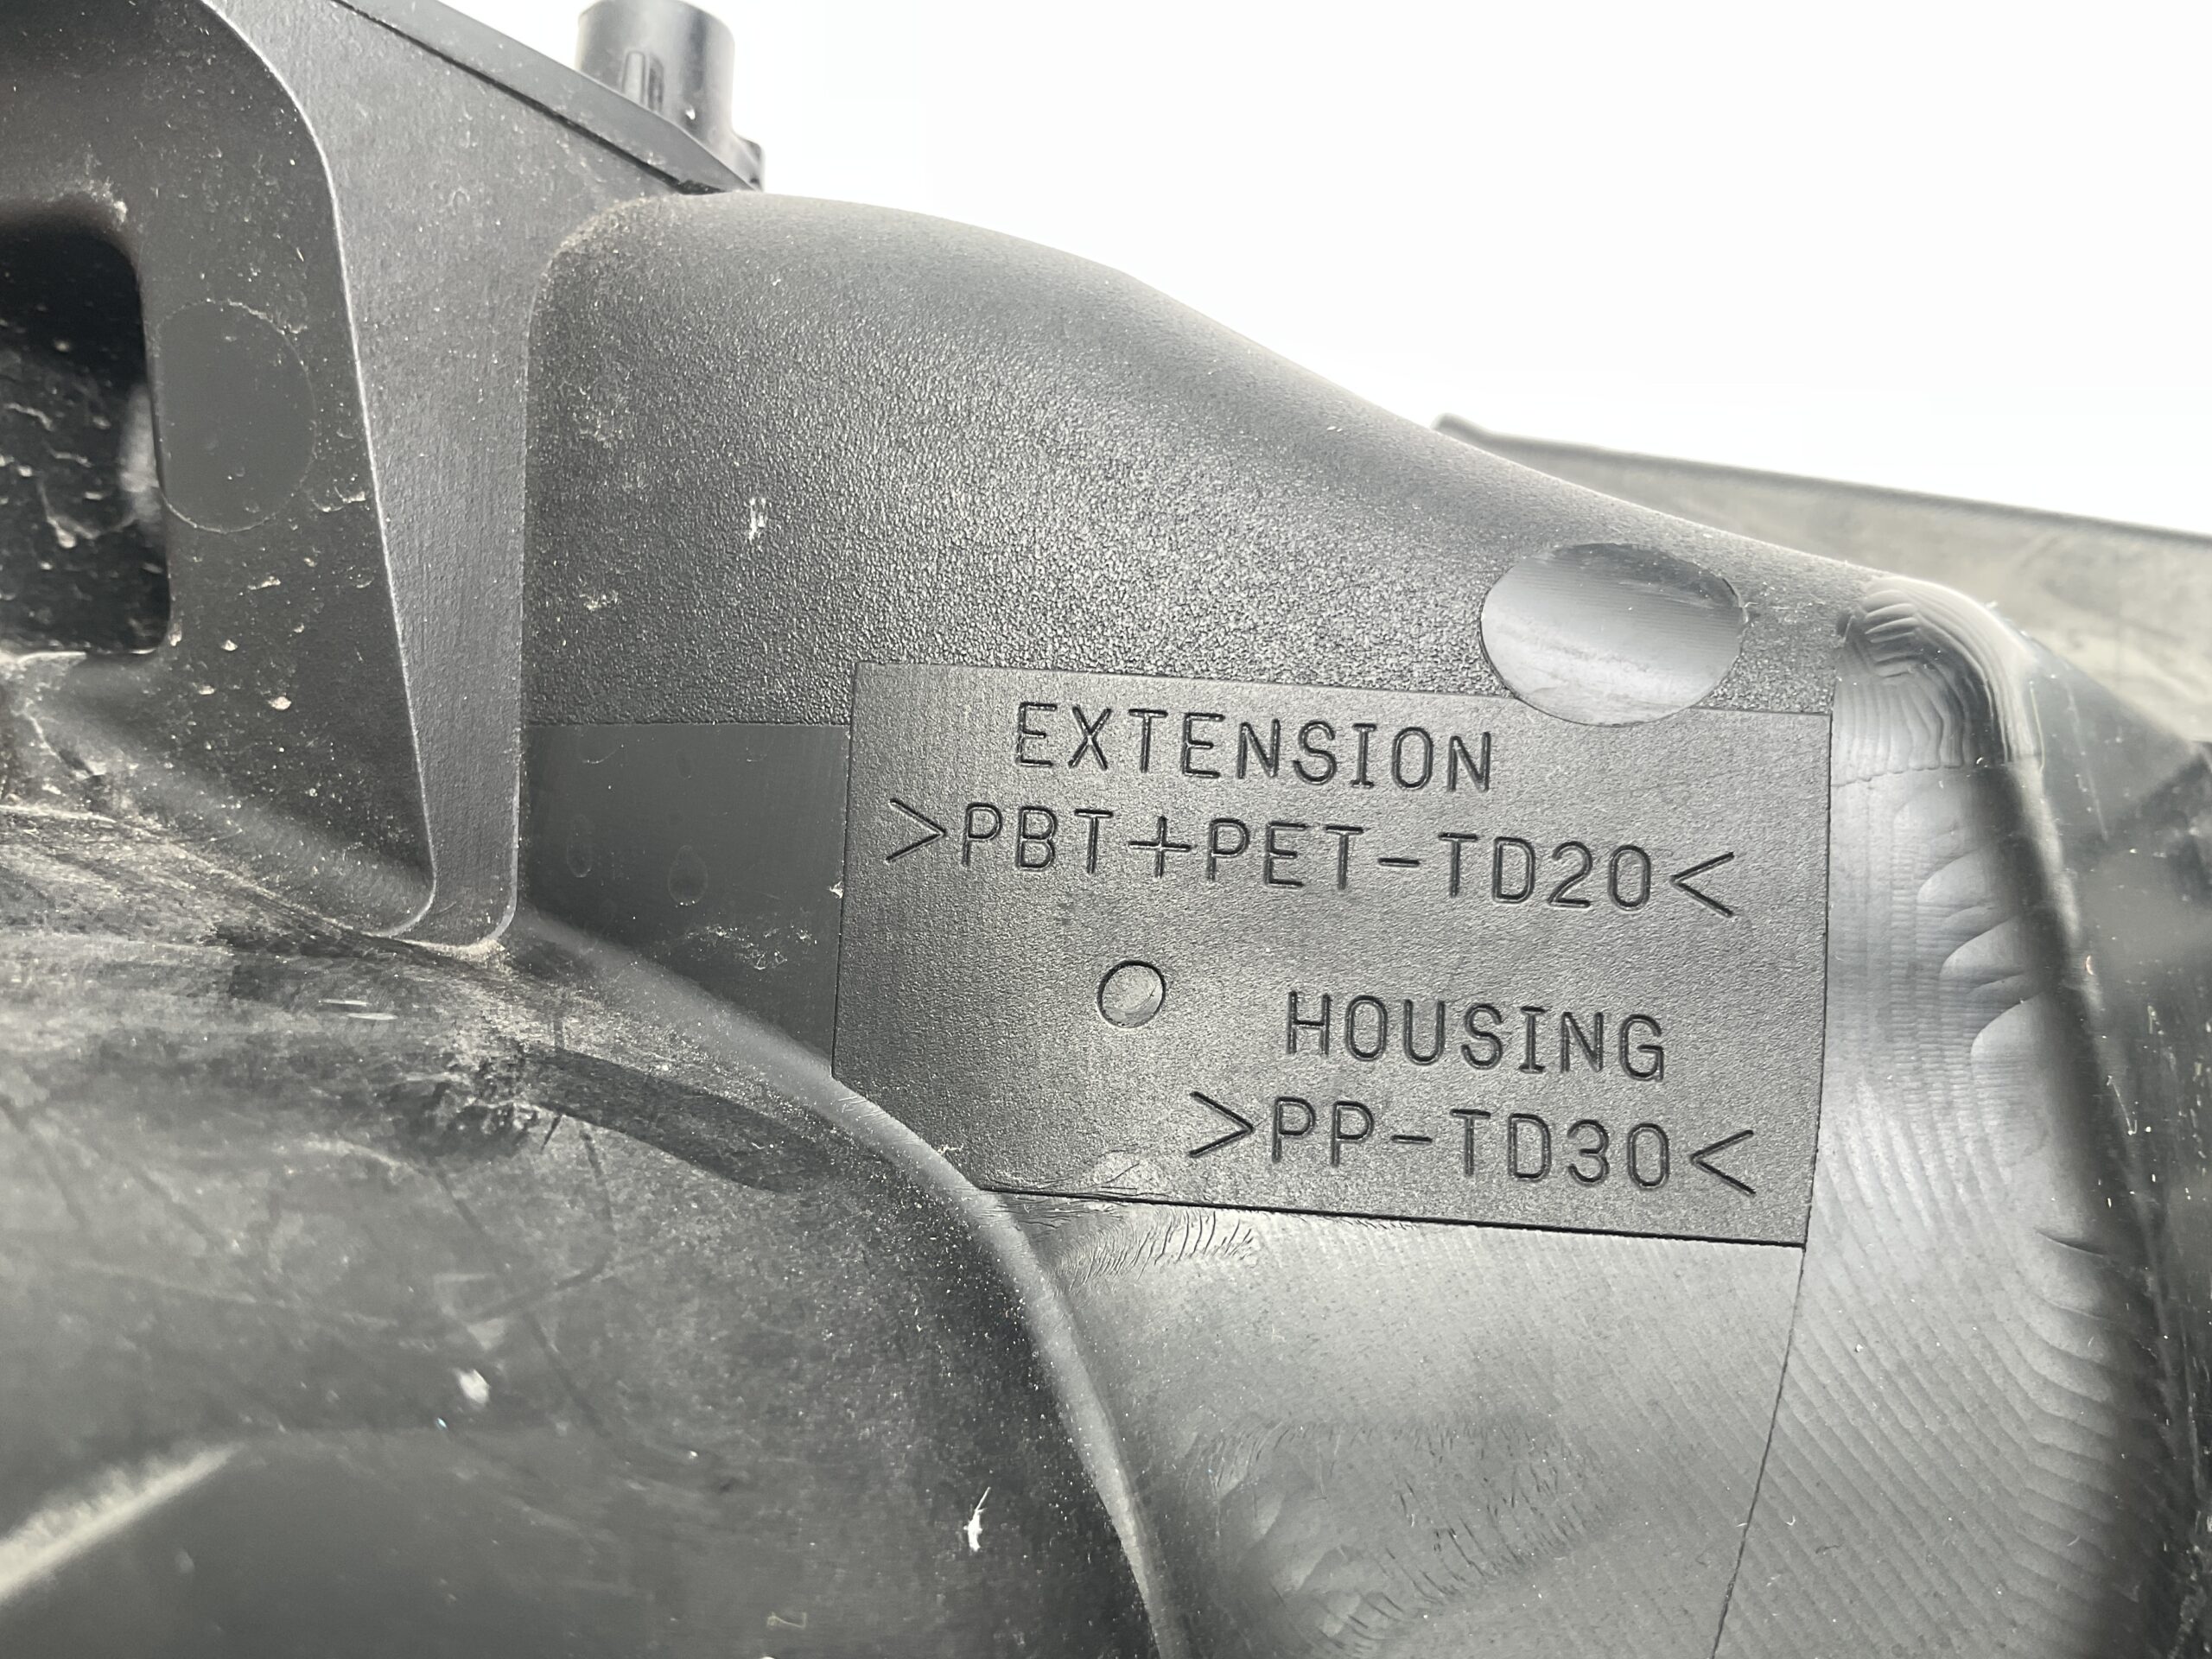 EXTENSION
>PBT+PET-TD20<
HOUSING
>PP-TD30<